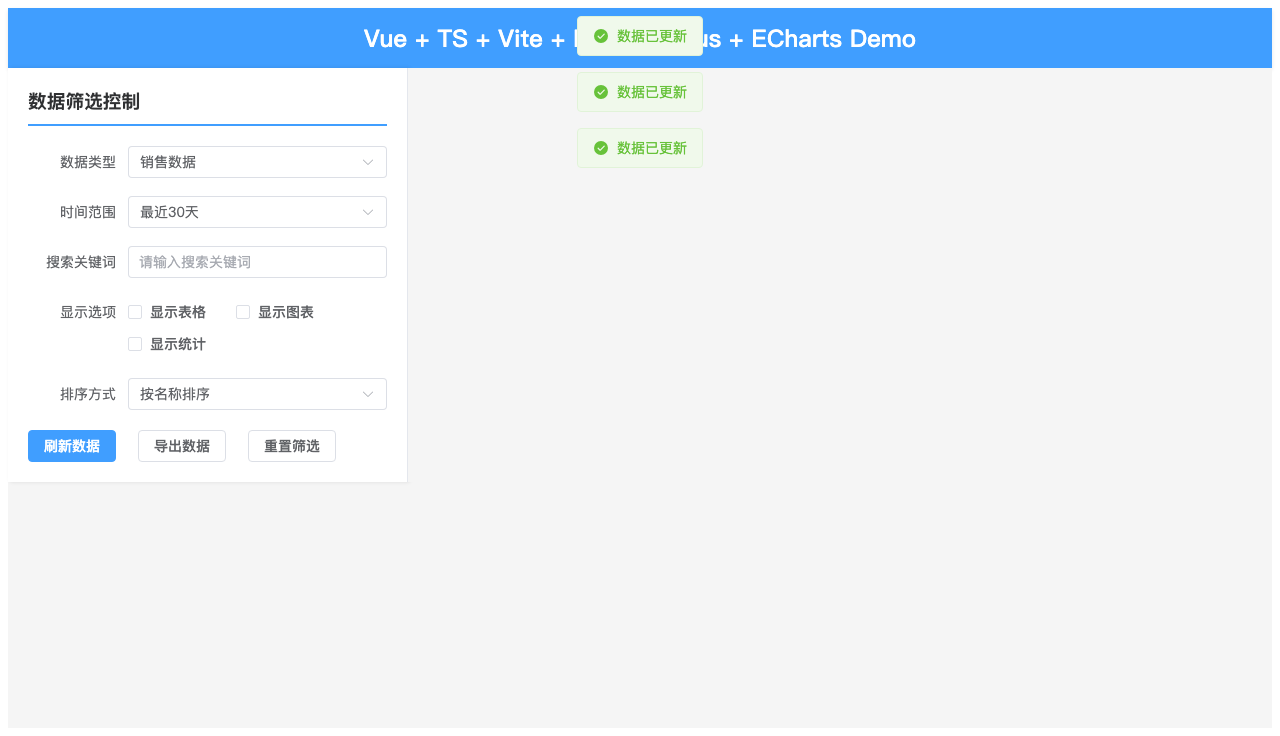 Vue + TS + Vite + us + ECharts Demo
数据已更新
数据已更新
数据已更新
数据筛选控制
数据类型 销售数据
时间范围 最近30天
搜索关键词 请输入搜索关键词
显示选项 显示表格 显示图表
显示统计
排序方式 按名称排序
刷新数据 导出数据 重置筛选